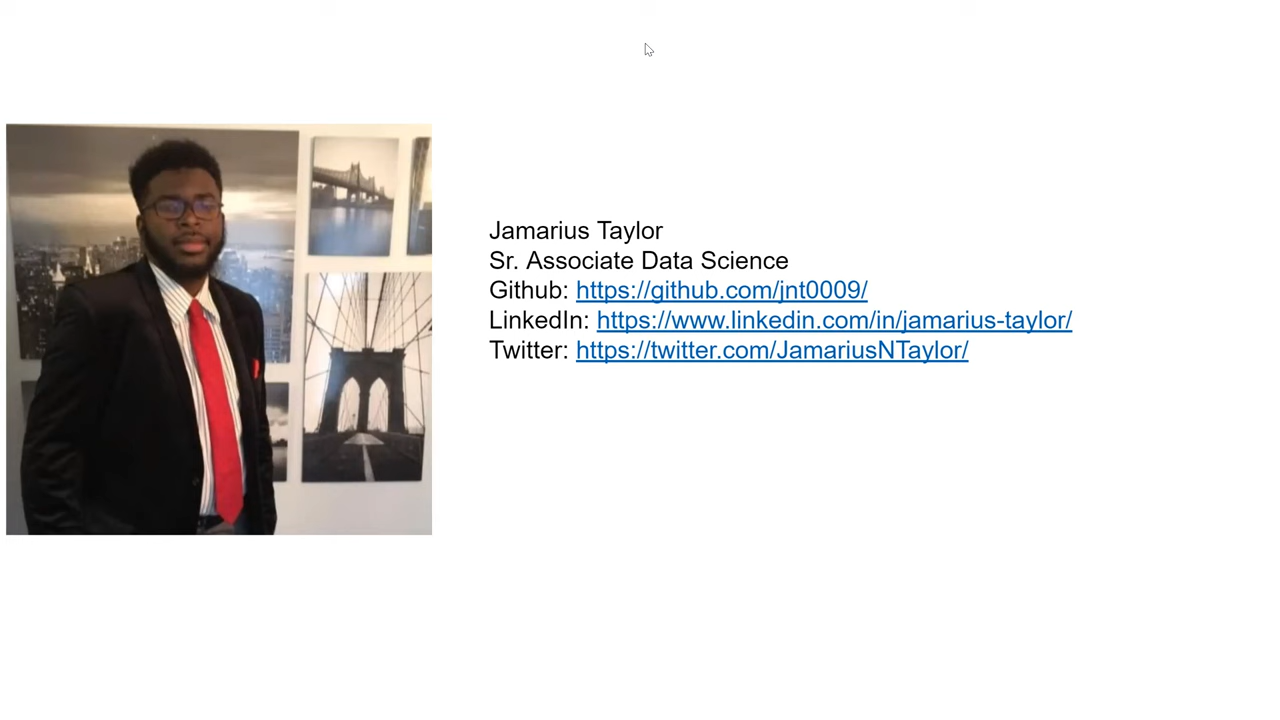 Jamarius Taylor
Sr. Associate Data Science
Github: https://github.com/jnt0009/
LinkedIn: https://www.linkedin.com/in/jamarius-taylor/
Twitter: https://twitter.com/JamariusNTaylor/